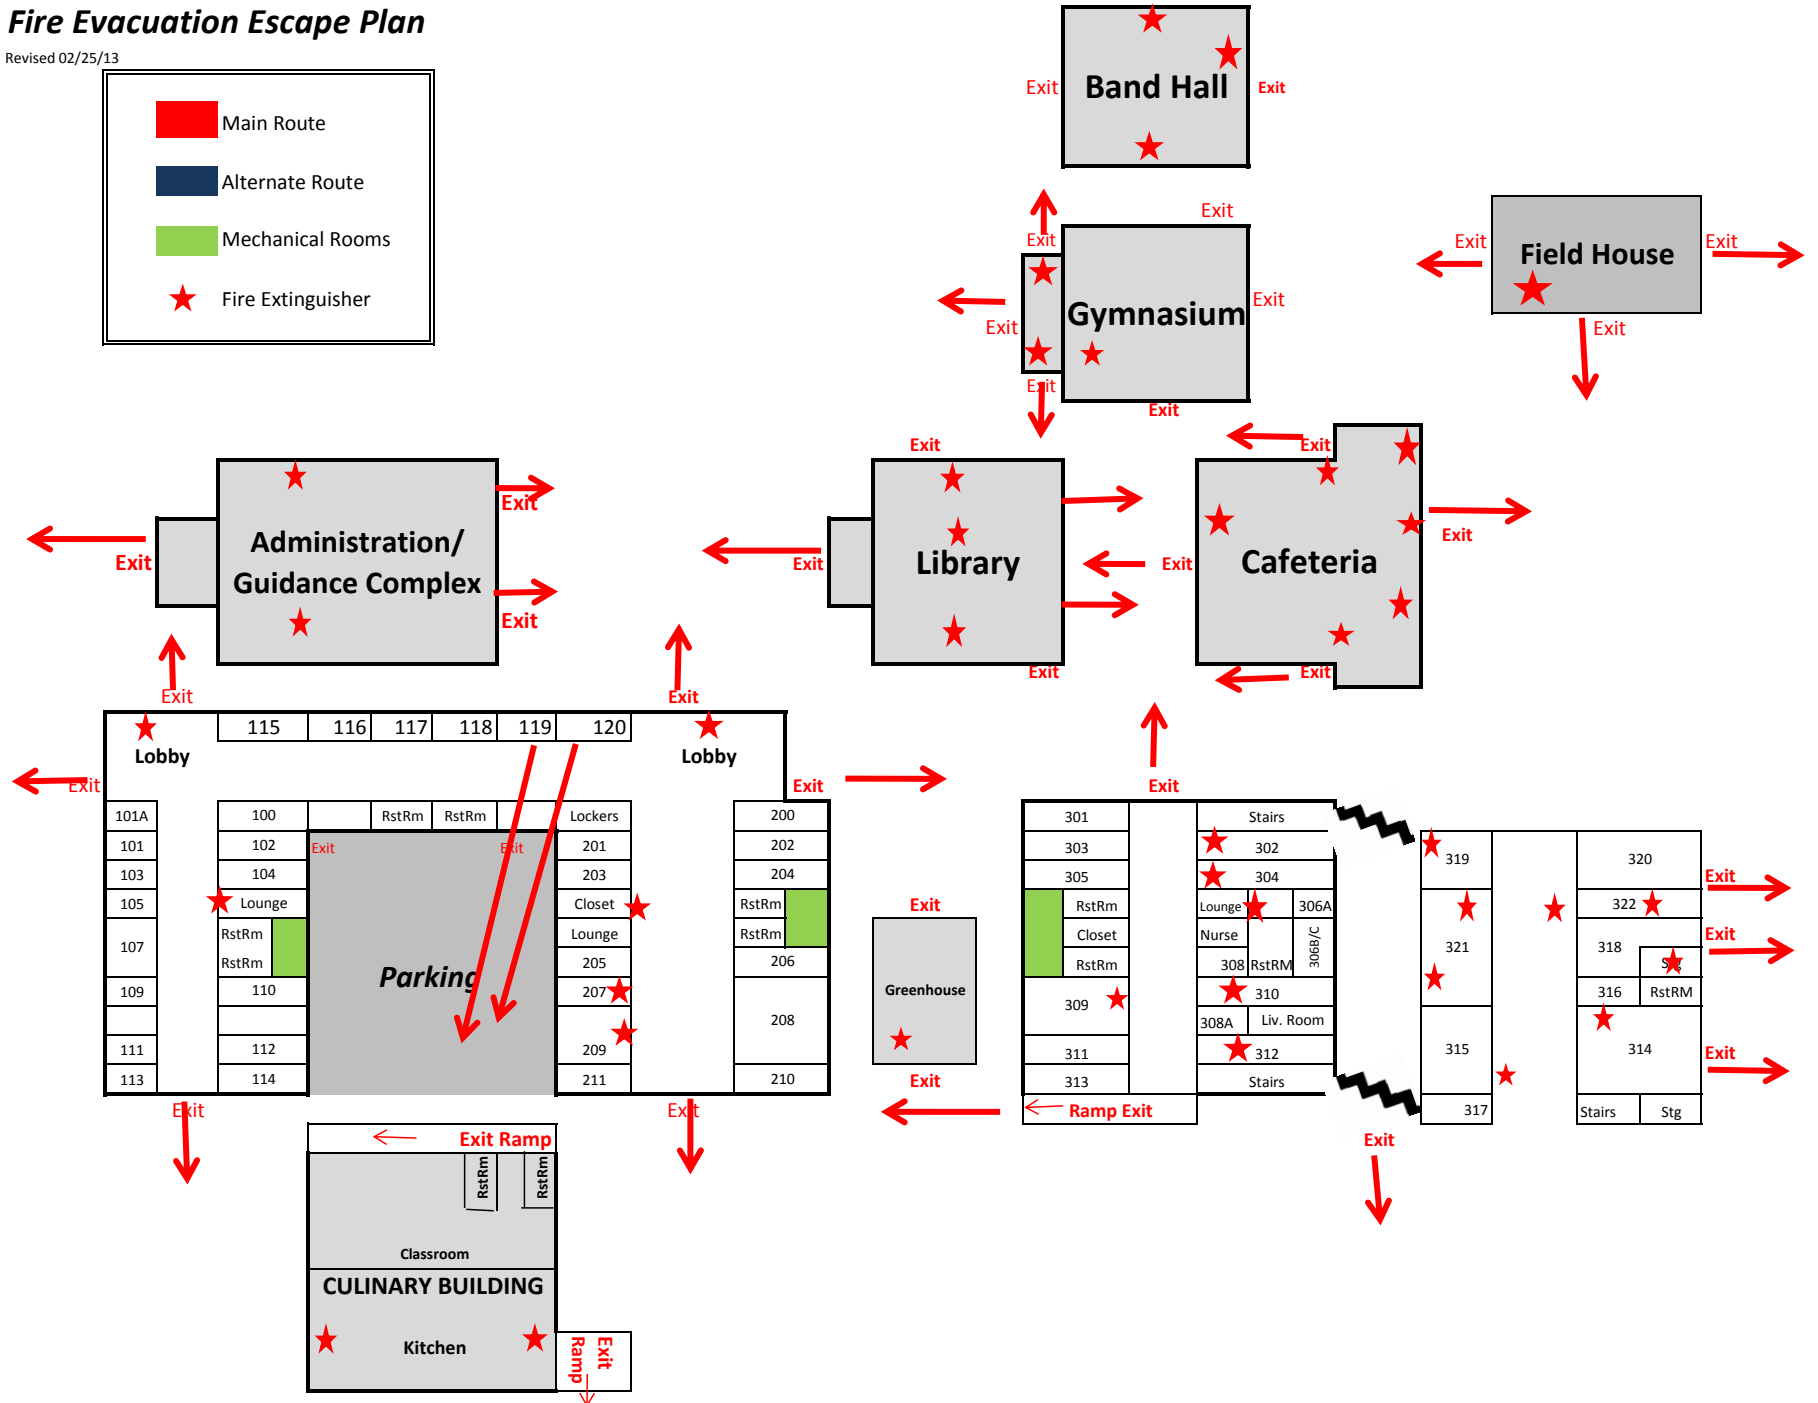 Fire Evacuation Escape Plan
Revised 02/25/13
Main Route
Alternate Route
Mechanical Rooms
Fire Extinguisher
Exit
Band Hall
Exit
Exit
Exit
Gymnasium
Exit
Exit
Exit
Exit
Exit
Field House
Exit
Exit
Exit
Administration/
Guidance Complex
Exit
Exit
Exit
Library
Exit
Exit
Exit
Exit
Cafeteria
Exit
Exit
Exit
Exit
115
116
117
118
119
120
Lobby
Lobby
Exit
Exit
101A
101
103
105
107
109
111
113
100
102
104
Lounge
RstRm
RstRm
110
112
114
RstRm
RstRm
Exit
Exit
Parking
Lockers
201
203
Closet
Lounge
205
207
209
211
200
202
204
RstRm
RstRm
206
208
210
Exit
Exit
Exit Ramp
RstRm
RstRm
Classroom
CULINARY BUILDING
Kitchen
Exit
Ramp
Exit
Greenhouse
Exit
Exit
301
303
305
RstRm
Closet
RstRm
309
311
313
Ramp Exit
Stairs
302
304
Lounge
306A
Nurse
306B/C
308
RstRM
310
308A
Liv. Room
312
Stairs
Exit
319
321
315
317
320
322
318
Stg
316
RstRM
314
Stairs
Stg
Exit
Exit
Exit